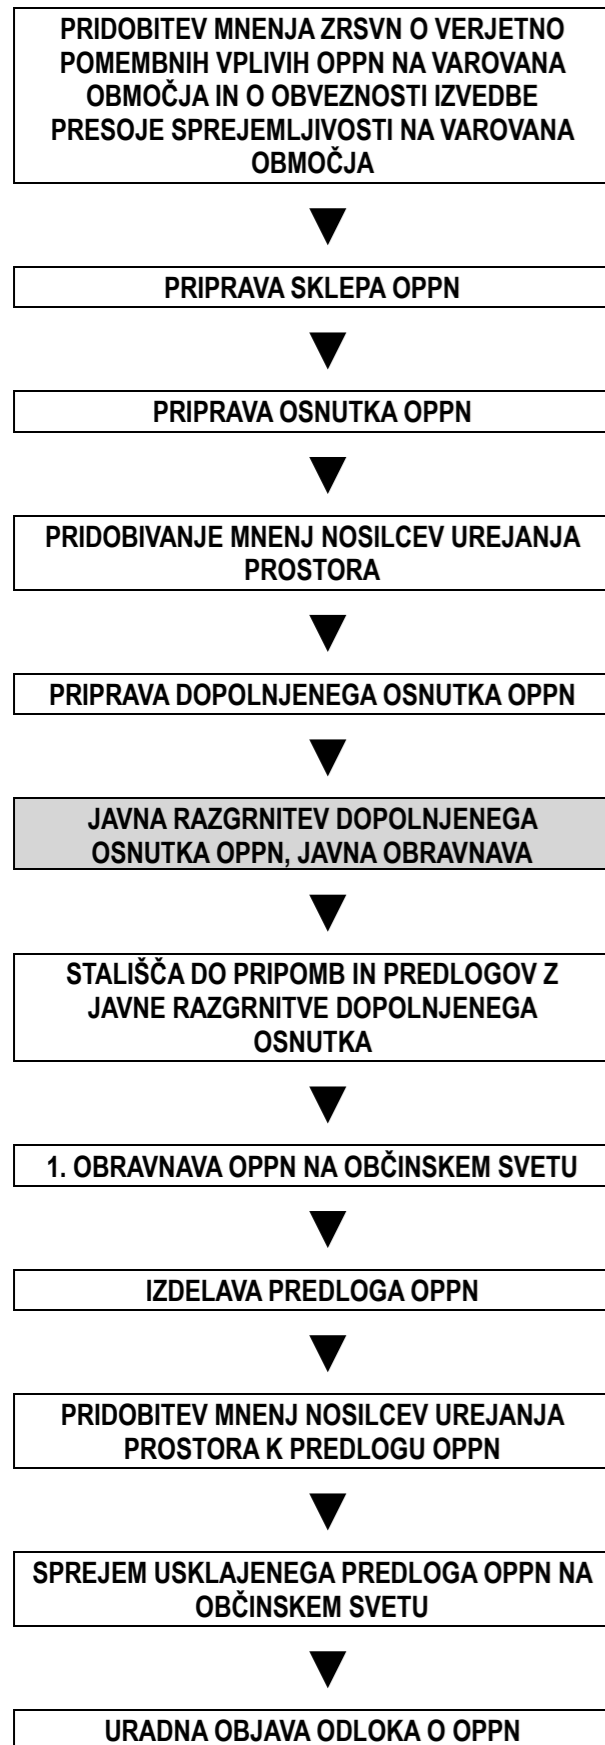 PRIDOBITEV MNENJA ZRSVN O VERJETNO
POMEMBNIH VPLIVIH OPPN NA VAROVANA
OBMOČJA IN O OBVEZNOSTI IZVEDBE
PRESOJE SPREJEMLJIVOSTI NA VAROVANA
OBMOČJA
PRIPRAVA SKLEPA OPPN
PRIPRAVA OSNUTKA OPPN
PRIDOBIVANJE MNENJ NOSILCEV UREJANJA
PROSTORA
PRIPRAVA DOPOLNJENEGA OSNUTKA OPPN
JAVNA RAZGRNITEV DOPOLNJENEGA
OSNUTKA OPPN, JAVNA OBRAVNAVA
STALIŠČA DO PRIPOMB IN PREDLOGOV Z
JAVNE RAZGRNITVE DOPOLNJENEGA
OSNUTKA
1. OBRAVNAVA OPPN NA OBČINSKEM SVETU
IZDELAVA PREDLOGA OPPN
PRIDOBITEV MNENJ NOSILCEV UREJANJA
PROSTORA K PREDLOGU OPPN
SPREJEM USKLAJENEGA PREDLOGA OPPN NA
OBČINSKEM SVETU
URADNA OBJAVA ODLOKA O OPPN